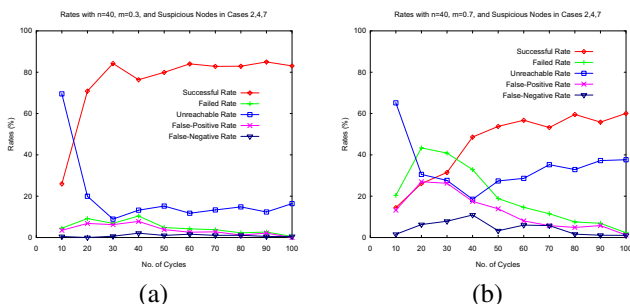 Rates with n=40, m=0.3, and Suspicious Nodes in Cases 2,4,7
100
80
60
40
20
0
Rates (%)
Successful Rate
Failed Rate
Unreachable Rate
False-Positive Rate
False-Negative Rate
0 10 20 30 40 50 60 70 80 90 100
No. of Cycles
(a)
Rates with n=40, m=0.7, and Suspicious Nodes in Cases 2,4,7
100
80
60
40
20
0
Rates (%)
Successful Rate
Failed Rate
Unreachable Rate
False-Positive Rate
False-Negative Rate
0 10 20 30 40 50 60 70 80 90 100
No. of Cycles
(b)